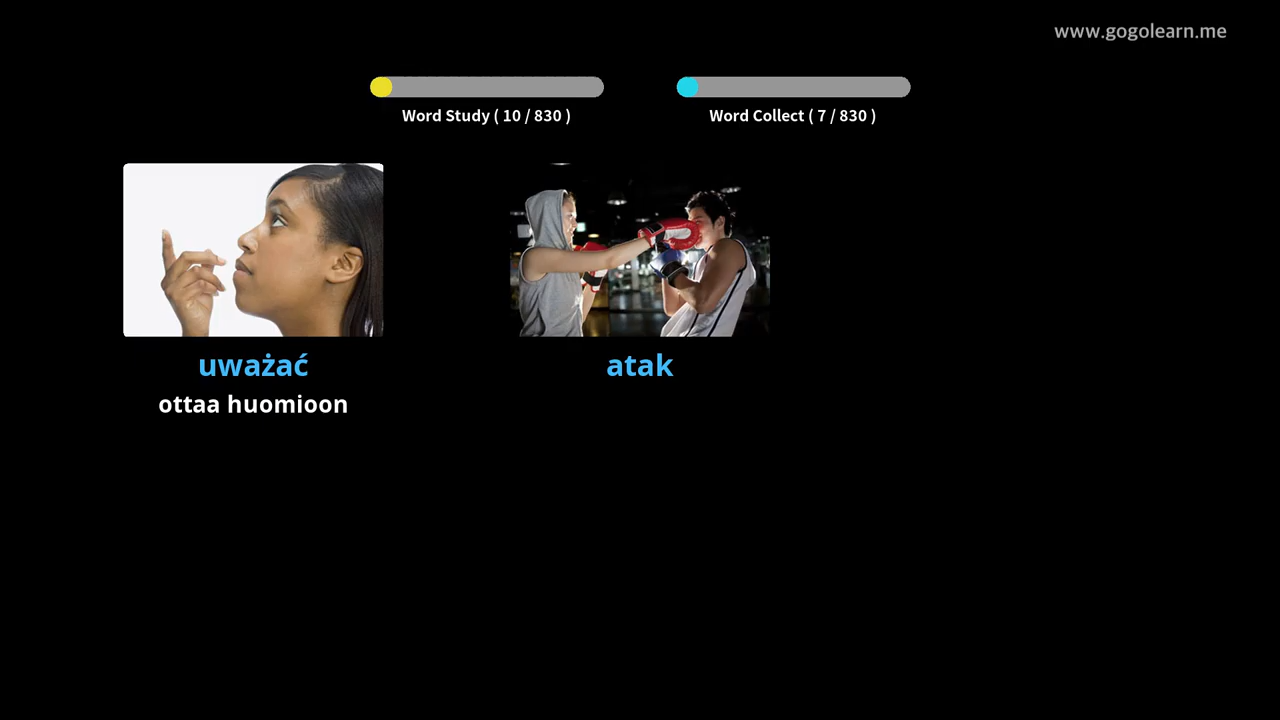 www.gogolearn.me
Word Study ( 10 / 830 )
Word Collect ( 7 / 830 )
uważać
ottaa huomioon
atak